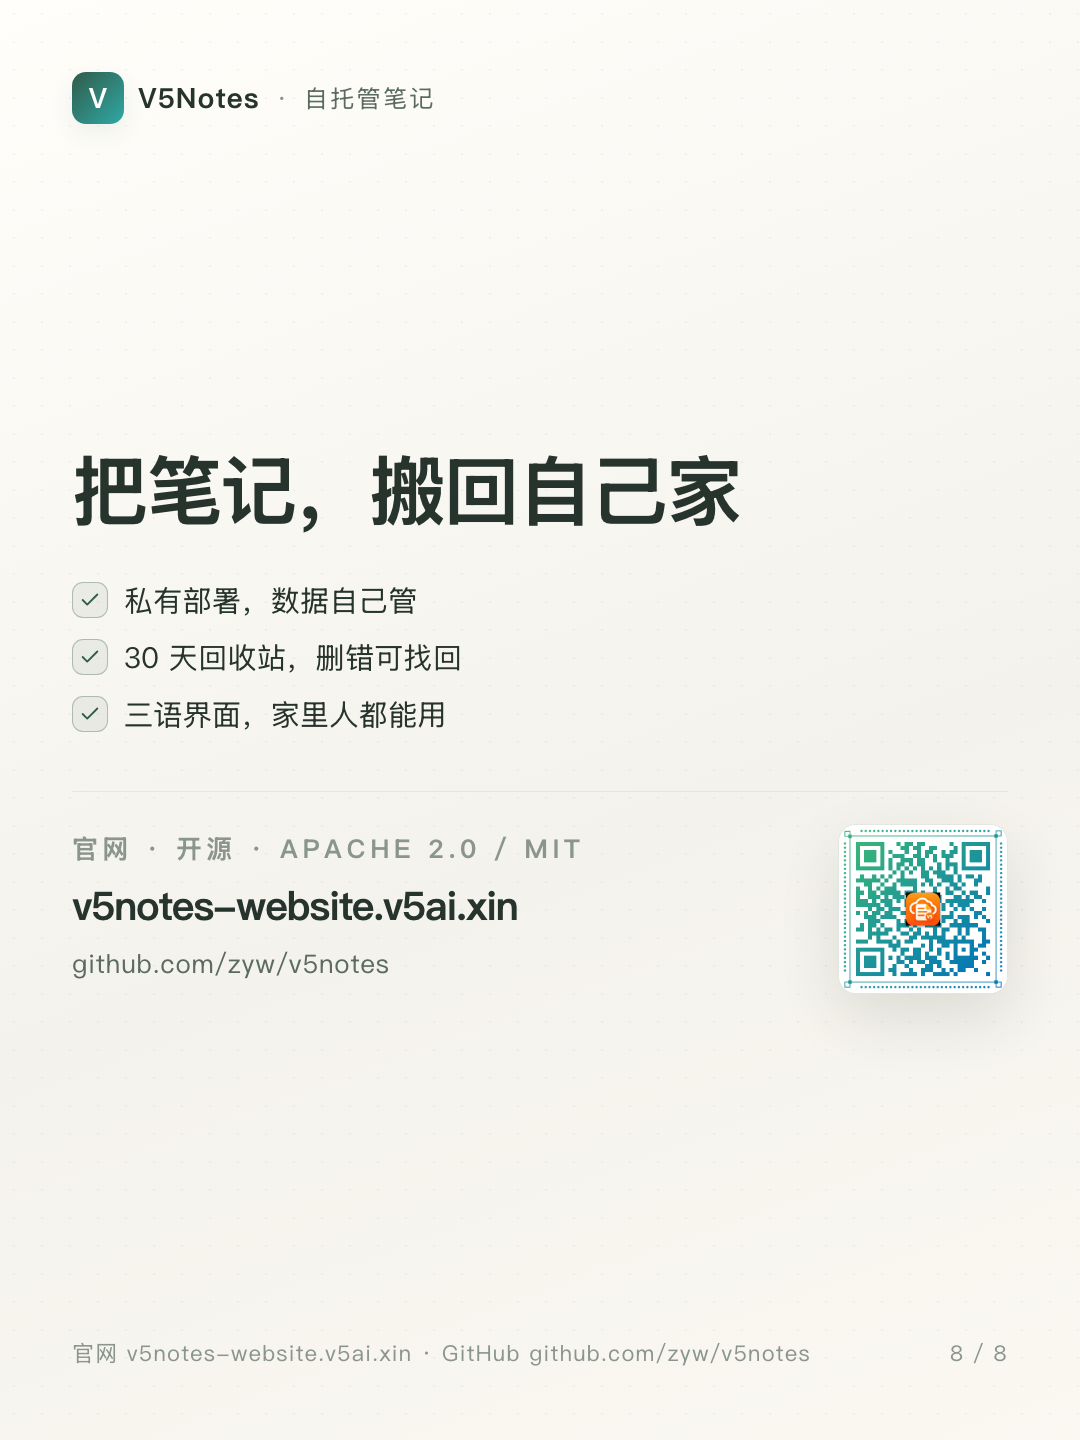 V V5Notes · 自托管笔记
把笔记，搬回自己家
私有部署，数据自己管
30 天回收站，删错可找回
三语界面，家里人都能用
官网 · 开源 · APACHE 2.0 / MIT
v5notes-website.v5ai.xin
github.com/zyw/v5notes
官网 v5notes-website.v5ai.xin · GitHub github.com/zyw/v5notes 8 / 8